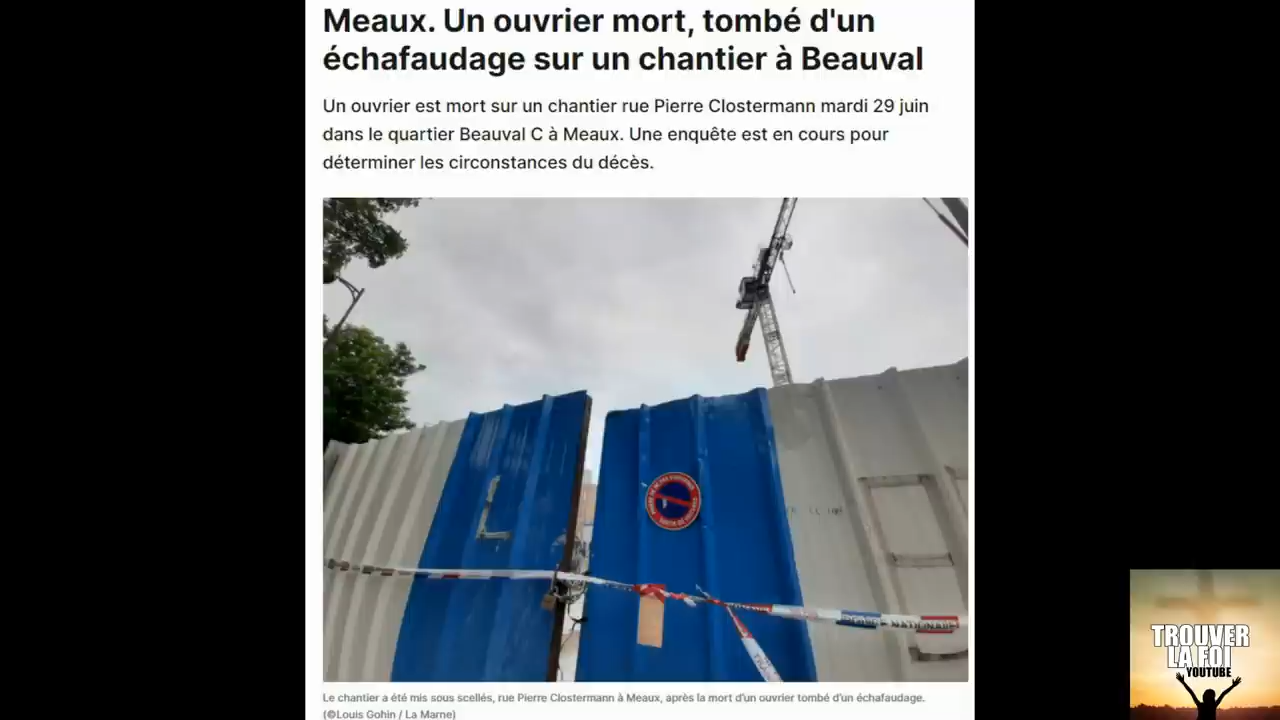 Meaux. Un ouvrier mort, tombé d'un
échafaudage sur un chantier à Beauval
Un ouvrier est mort sur un chantier rue Pierre Clostermann mardi 29 juin
dans le quartier Beauval C à Meaux. Une enquête est en cours pour
déterminer les circonstances du décès.
L
NATIONALE
Le chantier a été mis sous scellés, rue Pierre Clostermann à Meaux, après la mort d'un ouvrier tombé d'un échafaudage.
(©Louis Gohin / La Marne)
TROUVER
LA FOI
YOUTUBE